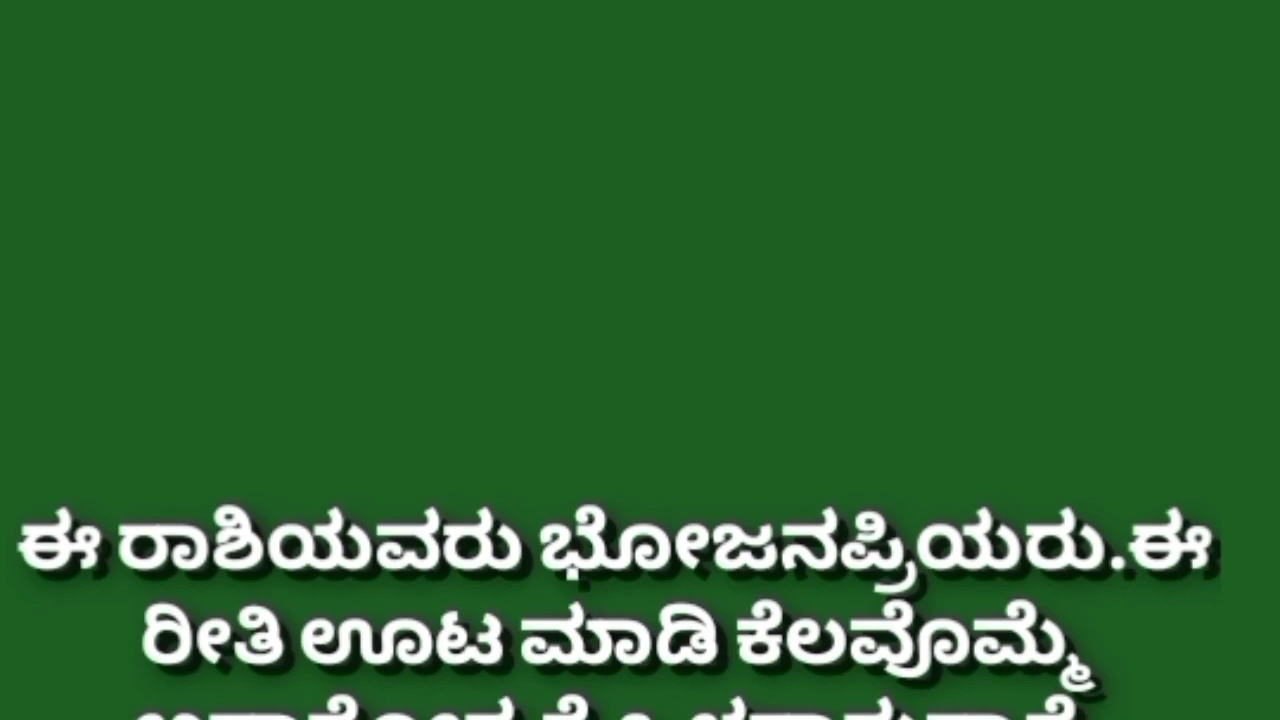 ಈ ರಾಶಿಯವರು ಭೋಜನಪ್ರಿಯರು.ಈ
ರೀತಿ ಊಟ ಮಾಡಿ ಕೆಲವೊಮ್ಮೆ